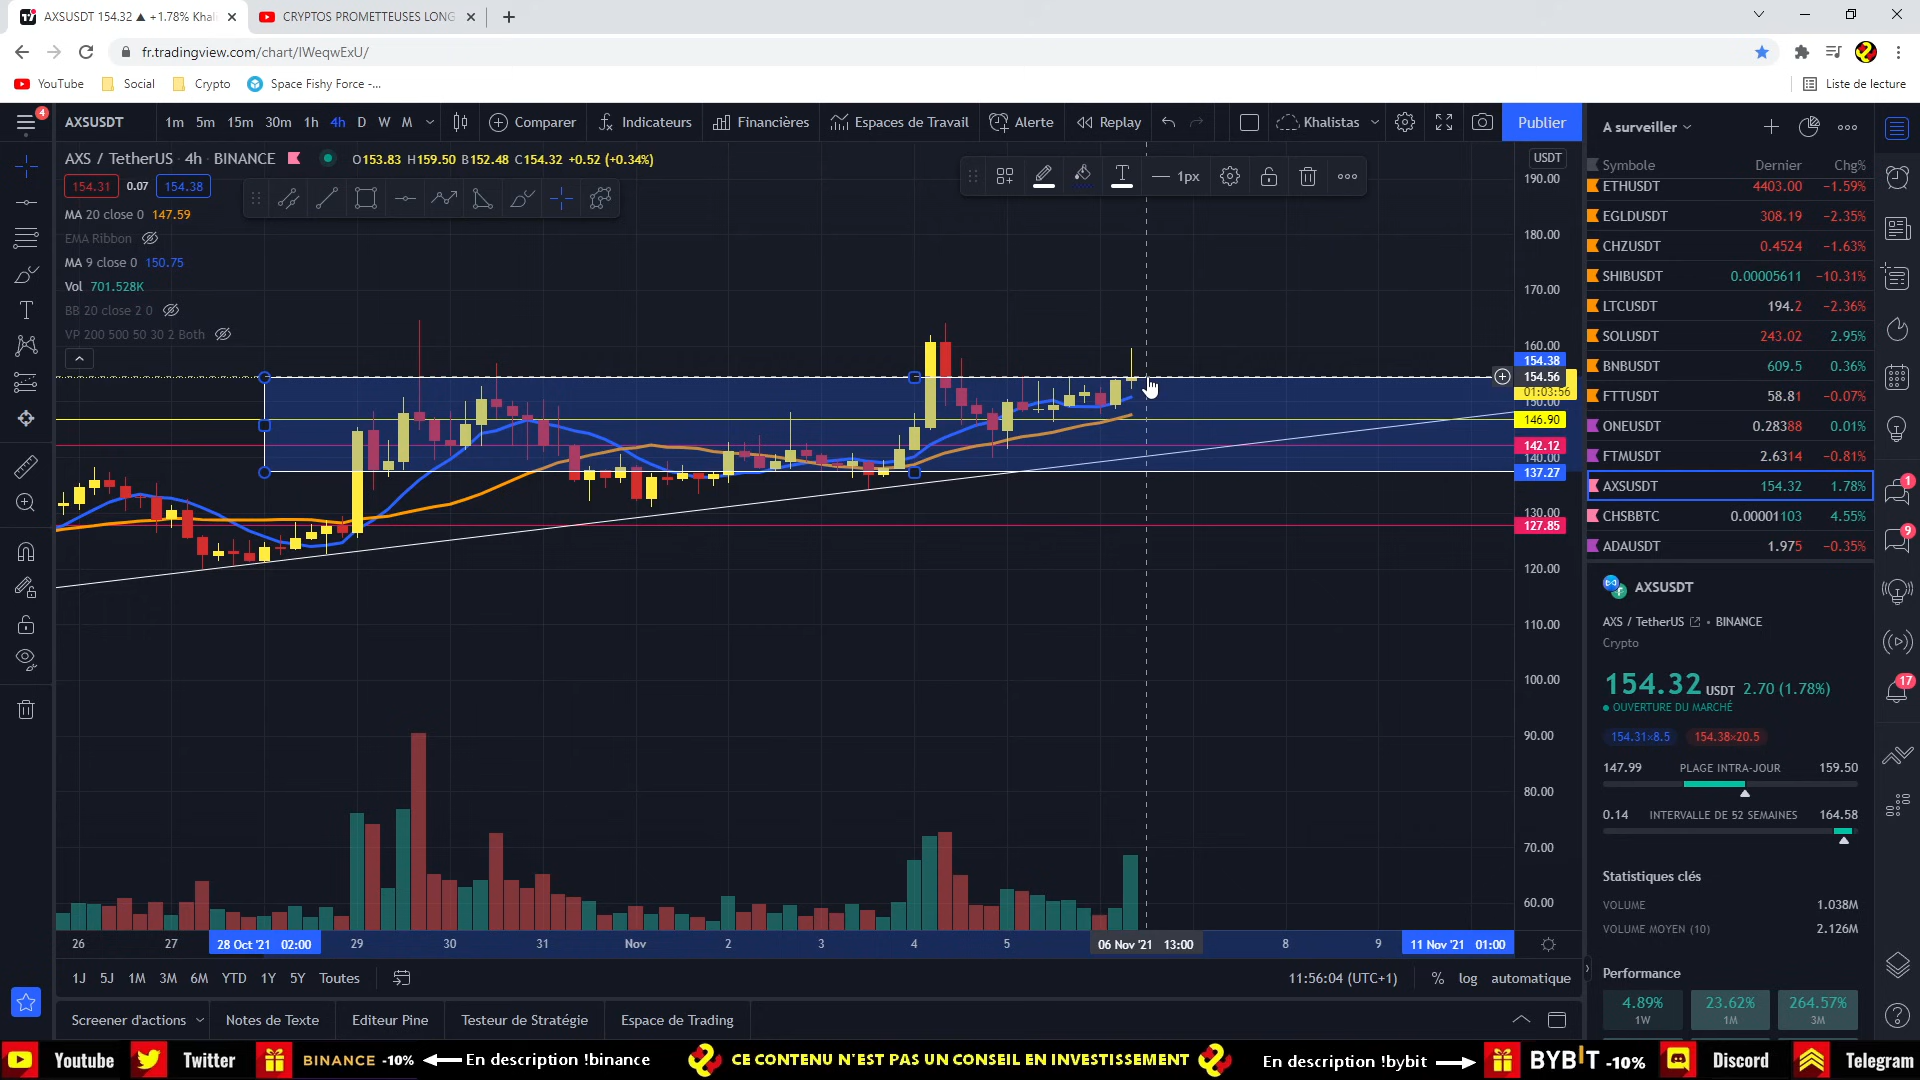 AXSUSDT 154.32 ▲ +1.78% Khali
CRYPTOS PROMETTEUSES LONG
fr.tradingview.com/chart/IWeqwExU/
YouTube
Social
Crypto
Space Fishy Force -...
Liste de lecture
4
AXSUSDT
1m 5m 15m 30m 1h 4h D W M
Comparer
Indicateurs
Financières
Espaces de Travail
Alerte
Replay
Khalistas
Publier
AXS / TetherUS · 4h · BINANCE
O153.83 H159.50 B152.48 C154.32 +0.52 (+0.34%)
154.31 0.07 154.38
MA 20 close 0 147.59
EMA Ribbon
MA 9 close 0 150.75
Vol 701.528K
BB 20 close 2 0
VP 200 500 50 30 2 Both
1px
USDT
190.00
180.00
170.00
160.00
154.38
154.56
01:03:56
150.00
146.90
142.12
140.00
137.27
130.00
127.85
120.00
110.00
100.00
90.00
80.00
70.00
60.00
26 27 28 Oct '21 02:00 29 30 31 Nov 2 3 4 5 06 Nov '21 13:00 8 9 11 Nov '21 01:00
1J 5J 1M 3M 6M YTD 1Y 5Y Toutes
11:56:04 (UTC+1) % log automatique
Screener d'actions
Notes de Texte
Editeur Pine
Testeur de Stratégie
Espace de Trading
A surveiller
Symbole Dernier Chg%
ETHUSDT 4403.00 −1.59%
EGLDUSDT 308.19 −2.35%
CHZUSDT 0.4524 −1.63%
SHIBUSDT 0.00005611 −10.31%
LTCUSDT 194.2 −2.36%
SOLUSDT 243.02 2.95%
BNBUSDT 609.5 0.36%
FTTUSDT 58.81 −0.07%
ONEUSDT 0.28388 0.01%
FTMUSDT 2.6314 −0.81%
AXSUSDT 154.32 1.78%
CHSBBTC 0.00001103 4.55%
ADAUSDT 1.975 −0.35%
AXSUSDT
AXS / TetherUS • BINANCE
Crypto
154.32 USDT 2.70 (1.78%)
OUVERTURE DU MARCHÉ
154.31×8.5 154.38×20.5
147.99 PLAGE INTRA-JOUR 159.50
0.14 INTERVALLE DE 52 SEMAINES 164.58
Statistiques clés
VOLUME 1.038M
VOLUME MOYEN (10) 2.126M
Performance
4.89% 23.62% 264.57%
1W 1M 3M
1
9
17
Youtube
Twitter
BINANCE -10%
En description !binance
CE CONTENU N'EST PAS UN CONSEIL EN INVESTISSEMENT
En description !bybit
BYBIT -10%
Discord
Telegram